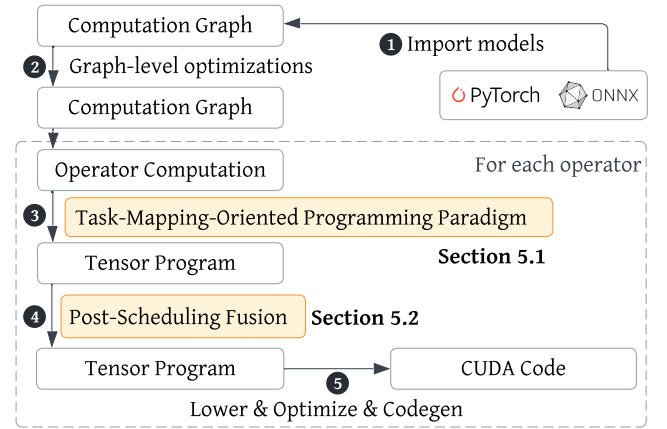 Computation Graph
1 Import models
2 Graph-level optimizations
PyTorch ONNX
Computation Graph
Operator Computation
For each operator
3 Task-Mapping-Oriented Programming Paradigm
Section 5.1
Tensor Program
4 Post-Scheduling Fusion Section 5.2
Tensor Program
CUDA Code
5
Lower & Optimize & Codegen